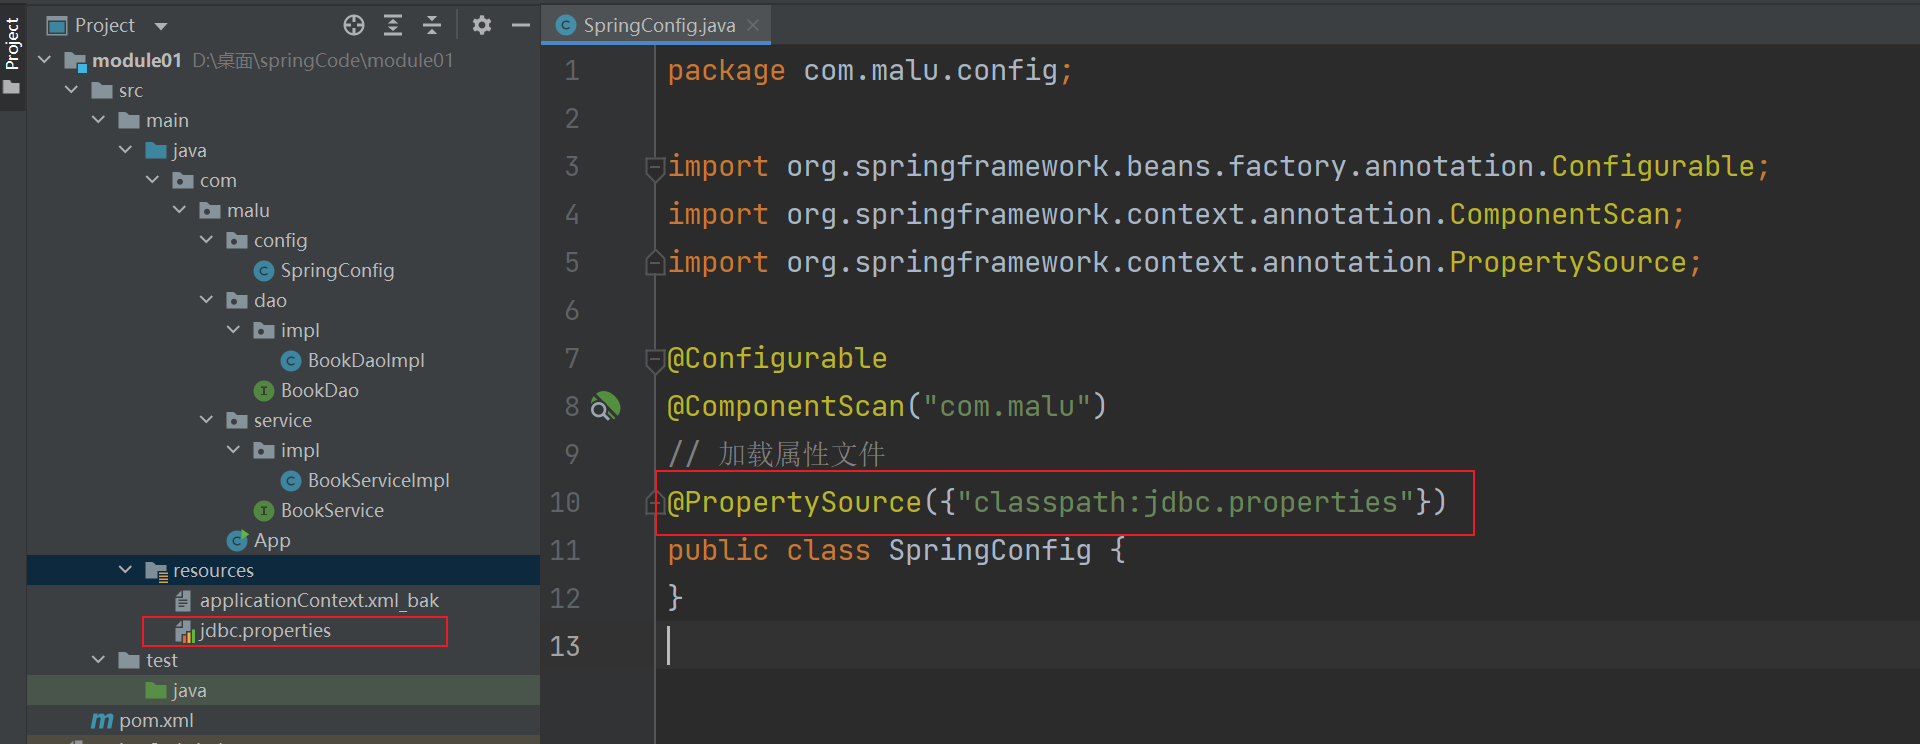 Project
Project
module01 D:\桌面\springCode\module01
src
main
java
com
malu
config
SpringConfig
dao
impl
BookDaoImpl
BookDao
service
impl
BookServiceImpl
BookService
App
resources
applicationContext.xml_bak
jdbc.properties
test
java
pom.xml
SpringConfig.java
1 package com.malu.config;
2
3 import org.springframework.beans.factory.annotation.Configurable;
4 import org.springframework.context.annotation.ComponentScan;
5 import org.springframework.context.annotation.PropertySource;
6
7 @Configurable
8 @ComponentScan("com.malu")
9 // 加载属性文件
10 @PropertySource({"classpath:jdbc.properties"})
11 public class SpringConfig {
12 }
13